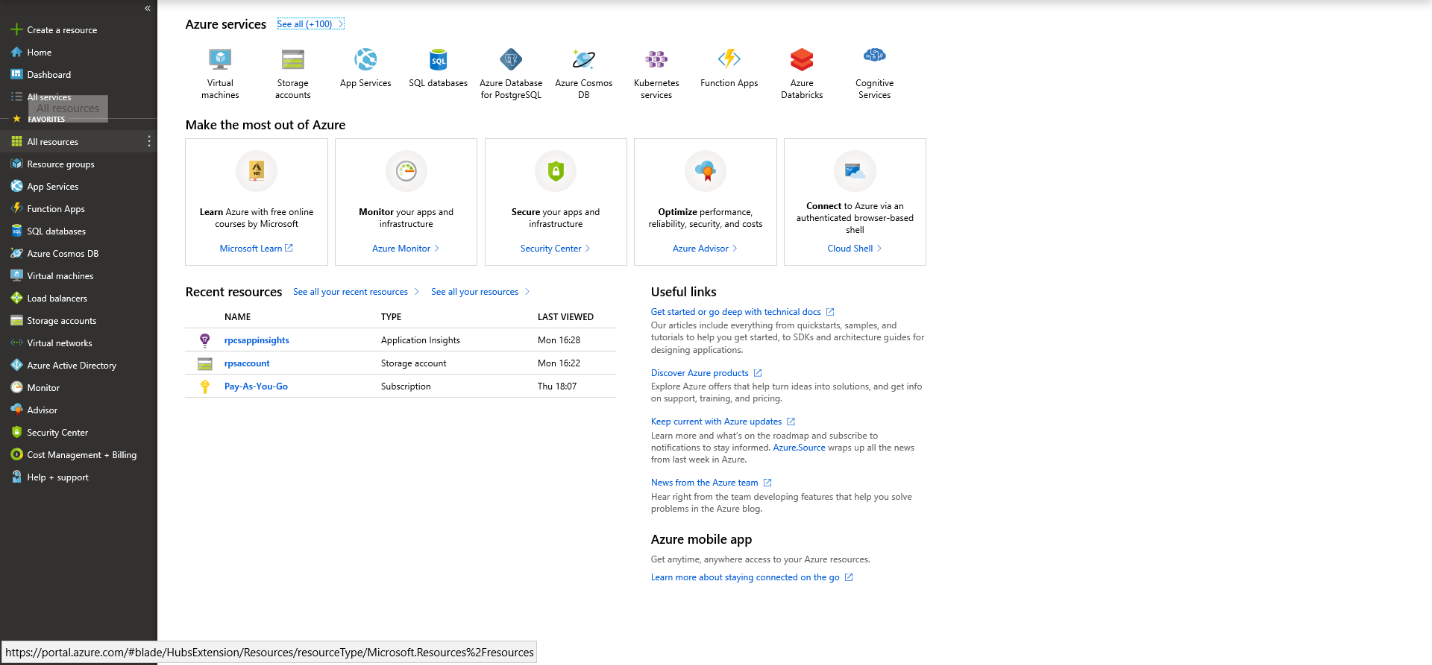 «
Create a resource
Home
Dashboard
All services
All resources
FAVORITES
All resources
Resource groups
App Services
Function Apps
SQL databases
Azure Cosmos DB
Virtual machines
Load balancers
Storage accounts
Virtual networks
Azure Active Directory
Monitor
Advisor
Security Center
Cost Management + Billing
Help + support
Azure services
See all (+100)
Virtual
machines
Storage
accounts
App Services
SQL
SQL databases
Azure Database
for PostgreSQL
Azure Cosmos
DB
Kubernetes
services
Function Apps
Azure
Databricks
Cognitive
Services
Make the most out of Azure
Learn Azure with free online
courses by Microsoft
Microsoft Learn
Monitor your apps and
infrastructure
Azure Monitor
Secure your apps and
infrastructure
Security Center
Optimize performance,
reliability, security, and costs
Azure Advisor
Connect to Azure via an
authenticated browser-based
shell
Cloud Shell
Recent resources
See all your recent resources
See all your resources
NAME TYPE LAST VIEWED
rpcsappinsights Application Insights Mon 16:28
rpsaccount Storage account Mon 16:22
Pay-As-You-Go Subscription Thu 18:07
Useful links
Get started or go deep with technical docs
Our articles include everything from quickstarts, samples, and
tutorials to help you get started, to SDKs and architecture guides for
designing applications.
Discover Azure products
Explore Azure offers that help turn ideas into solutions, and get info
on support, training, and pricing.
Keep current with Azure updates
Learn more and what's on the roadmap and subscribe to
notifications to stay informed. Azure.Source wraps up all the news
from last week in Azure.
News from the Azure team
Hear right from the team developing features that help you solve
problems in the Azure blog.
Azure mobile app
Get anytime, anywhere access to your Azure resources.
Learn more about staying connected on the go
https://portal.azure.com/#blade/HubsExtension/Resources/resourceType/Microsoft.Resources%2Fresources